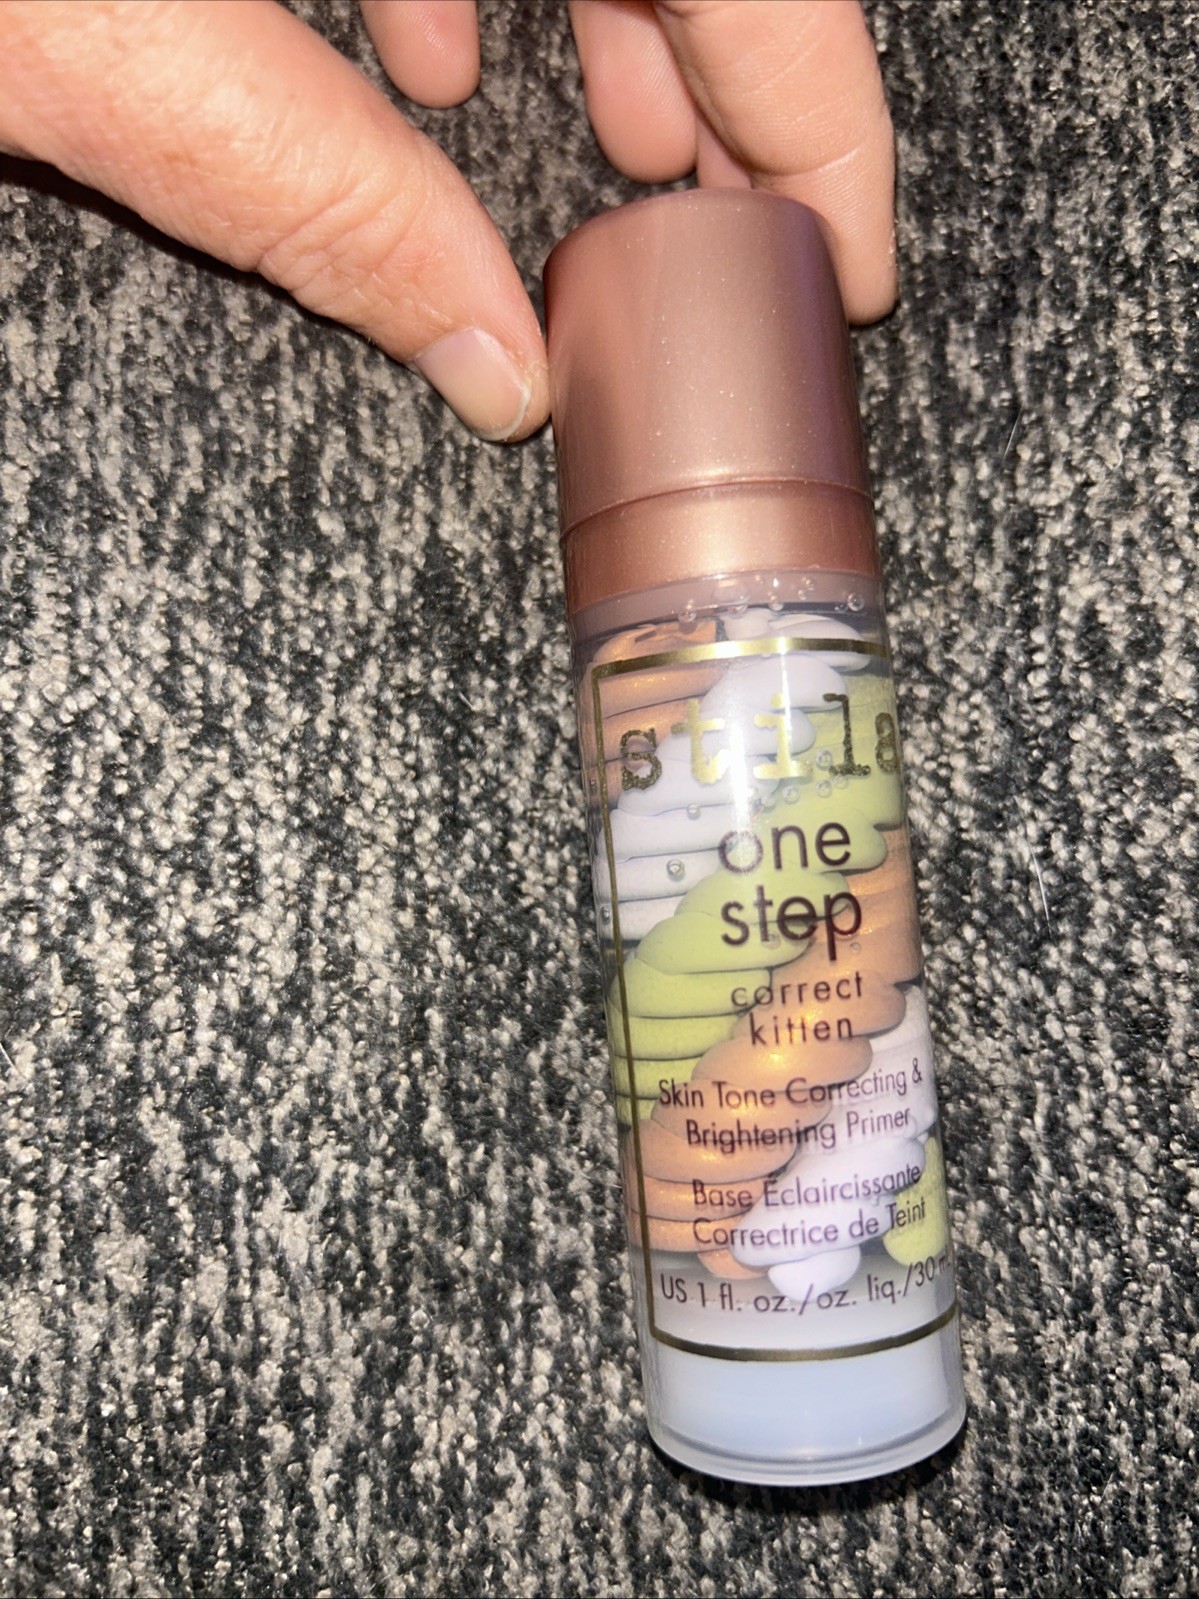 stila
one
step
correct
kitten
Skin Tone Correcting &
Brightening Primer
Base Éclaircissante
Correctrice de Teint
US 1 fl. oz./oz. liq./30